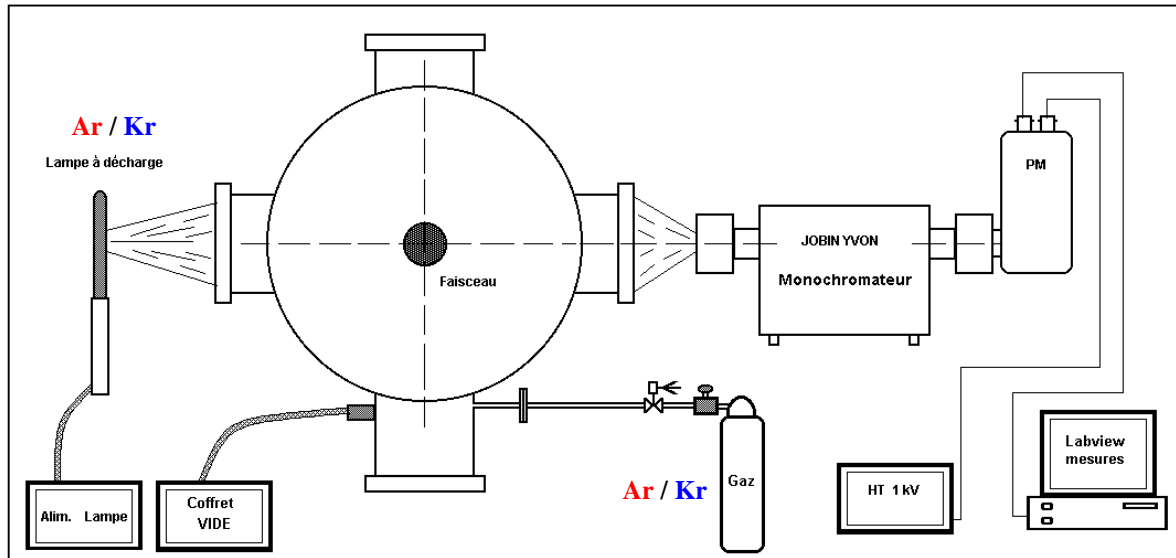 Ar / Kr
Lampe à décharge
Faisceau
JOBIN YVON
Monochromateur
PM
Alim. Lampe
Coffret
VIDE
Ar / Kr
Gaz
HT 1 kV
Labview
mesures